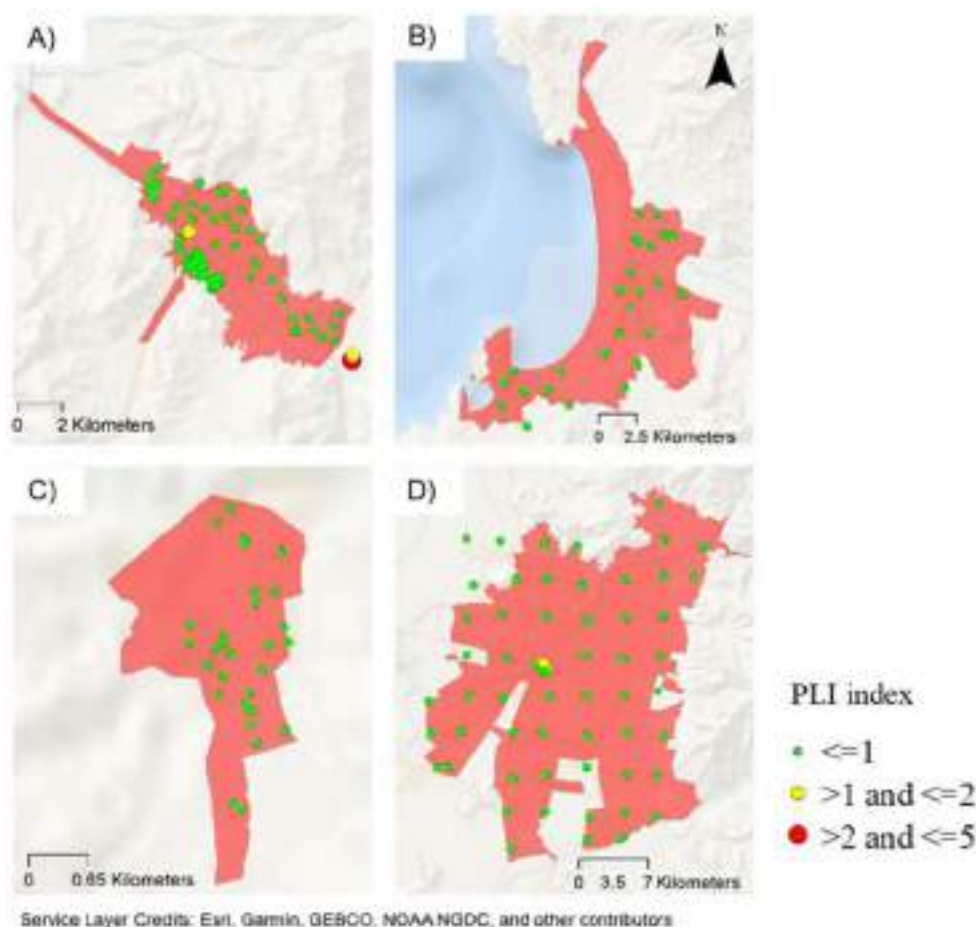 A)
B)
N
0 2 Kilometers
0 2.5 Kilometers
C)
D)
PLI index
<=1
>1 and <=2
>2 and <=5
0 0.65 Kilometers
0 3.5 7 Kilometers
Service Layer Credits: Esri, Garmin, GEBCO, NOAA NGDC, and other contributors